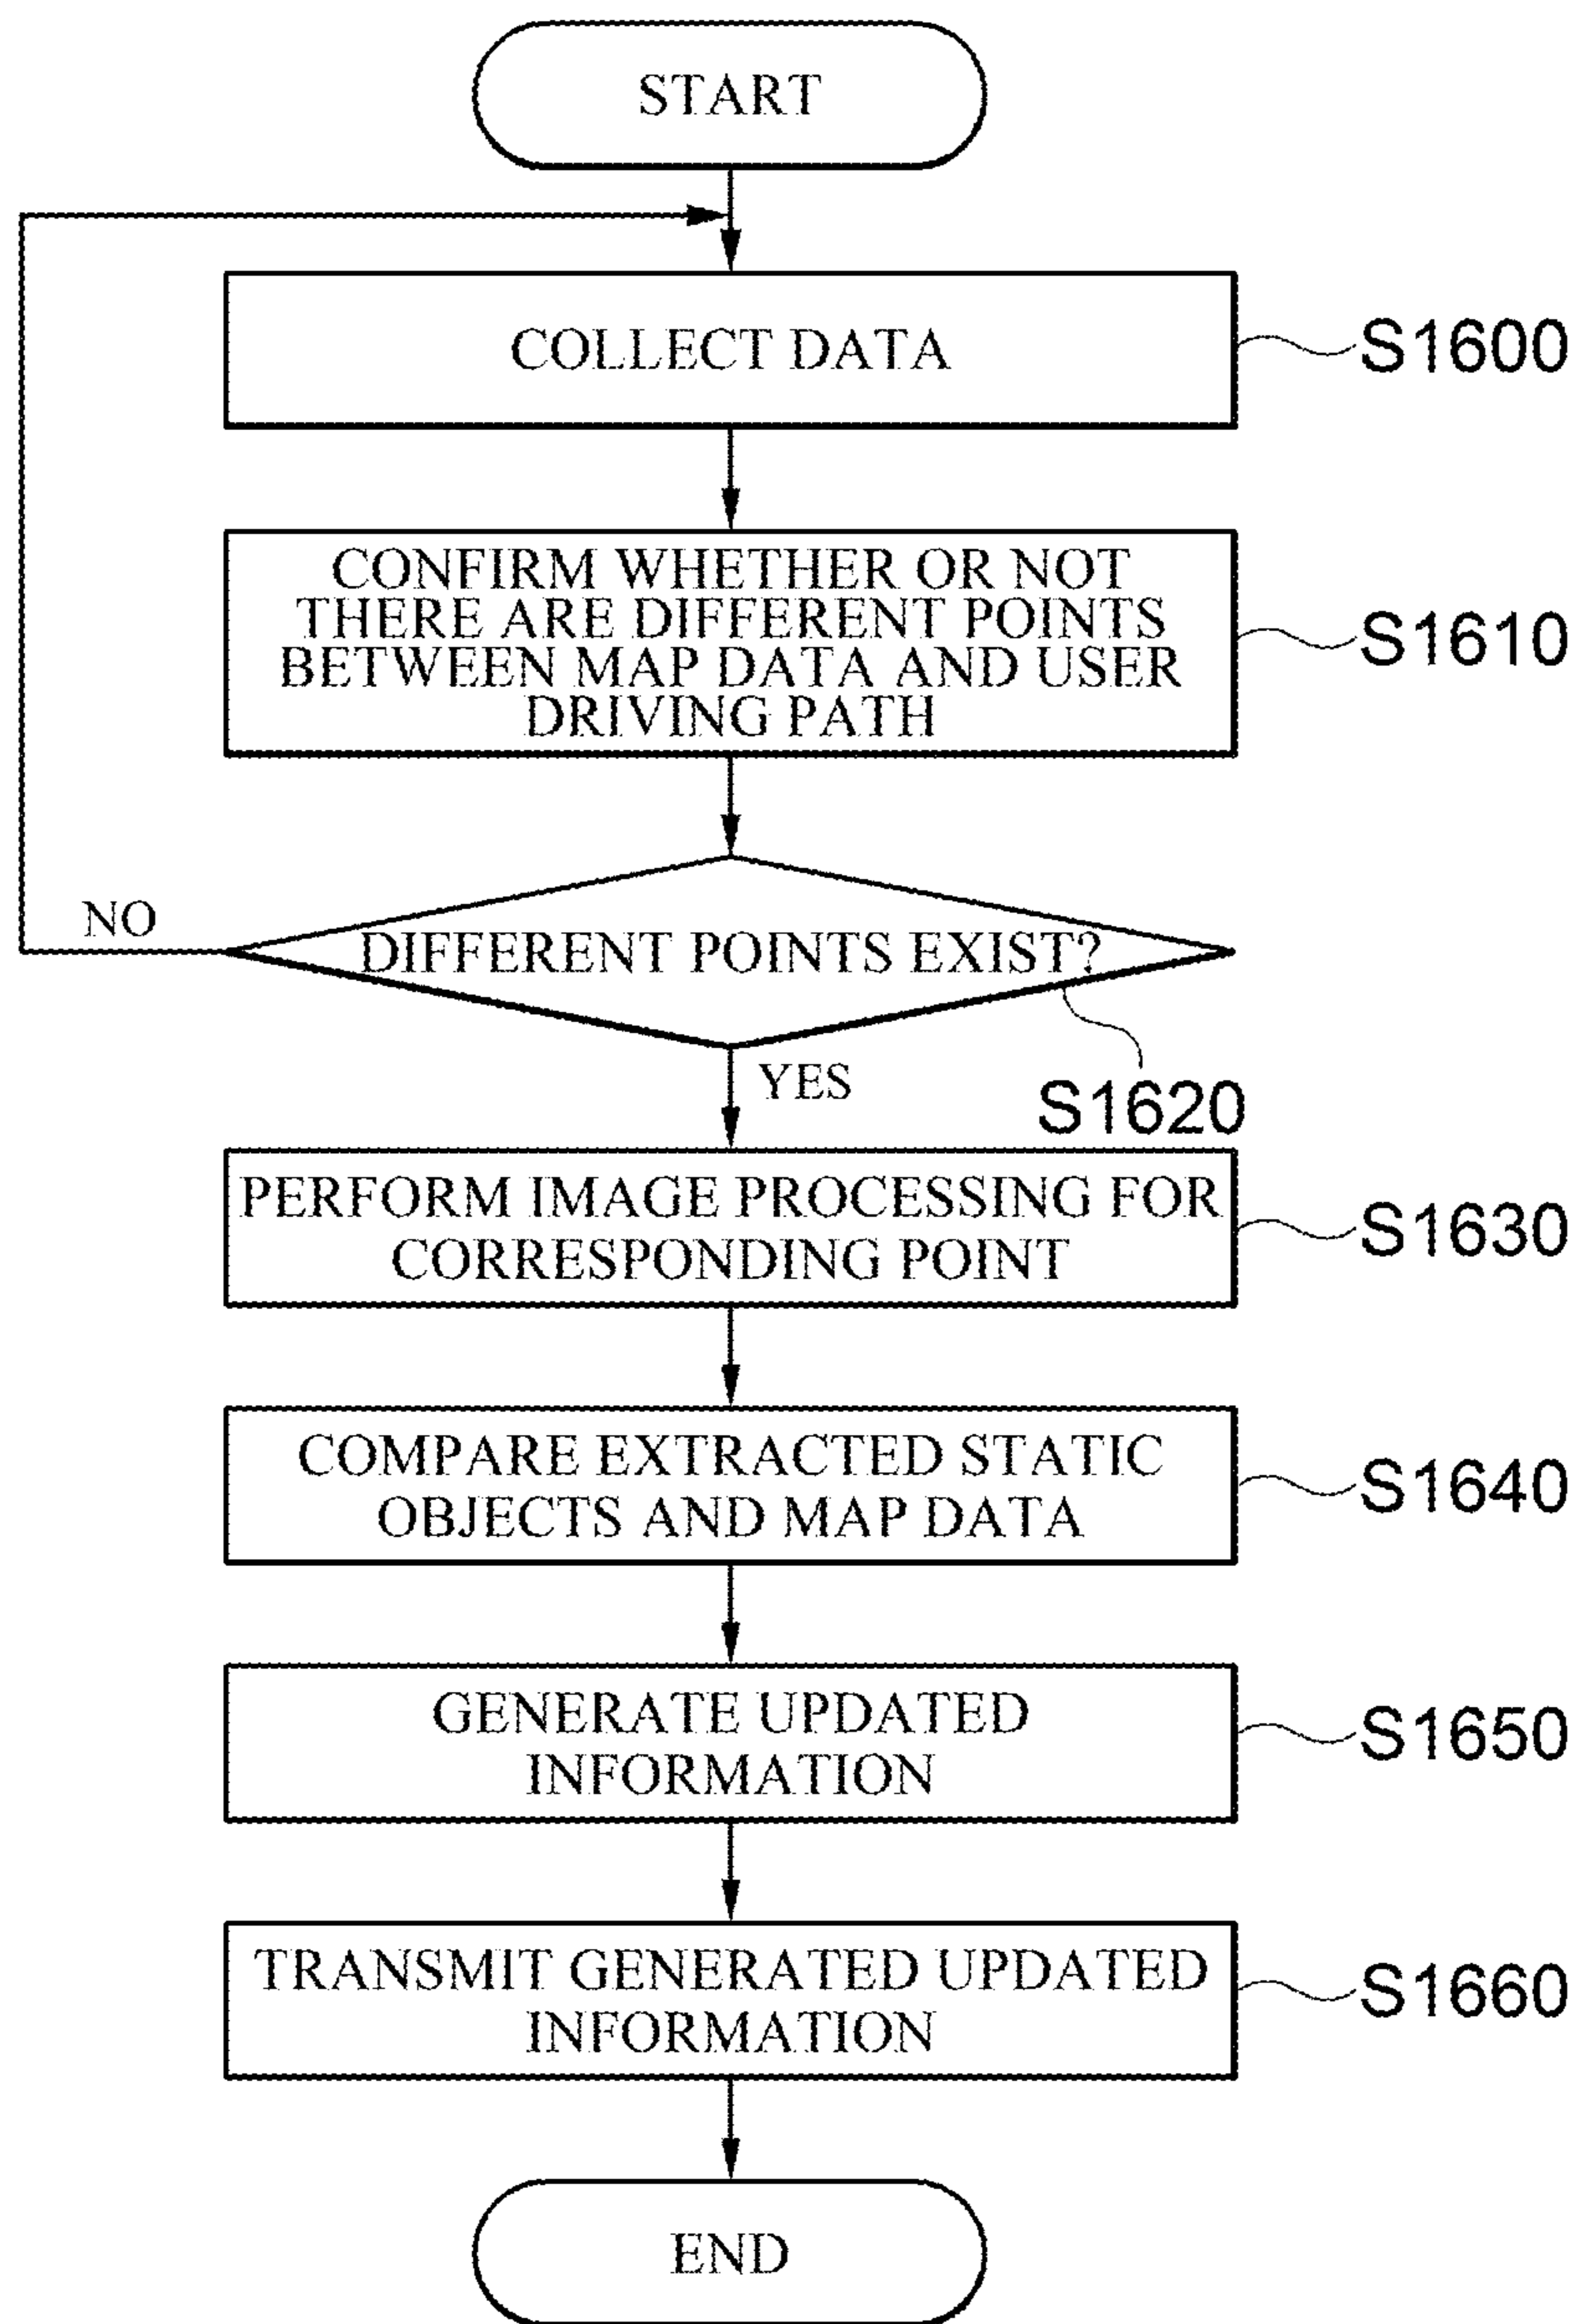 START
COLLECT DATA
S1600
CONFIRM WHETHER OR NOT
THERE ARE DIFFERENT POINTS
BETWEEN MAP DATA AND USER
DRIVING PATH
S1610
NO
DIFFERENT POINTS EXIST?
YES
S1620
PERFORM IMAGE PROCESSING FOR
CORRESPONDING POINT
S1630
COMPARE EXTRACTED STATIC
OBJECTS AND MAP DATA
S1640
GENERATE UPDATED
INFORMATION
S1650
TRANSMIT GENERATED UPDATED
INFORMATION
S1660
END